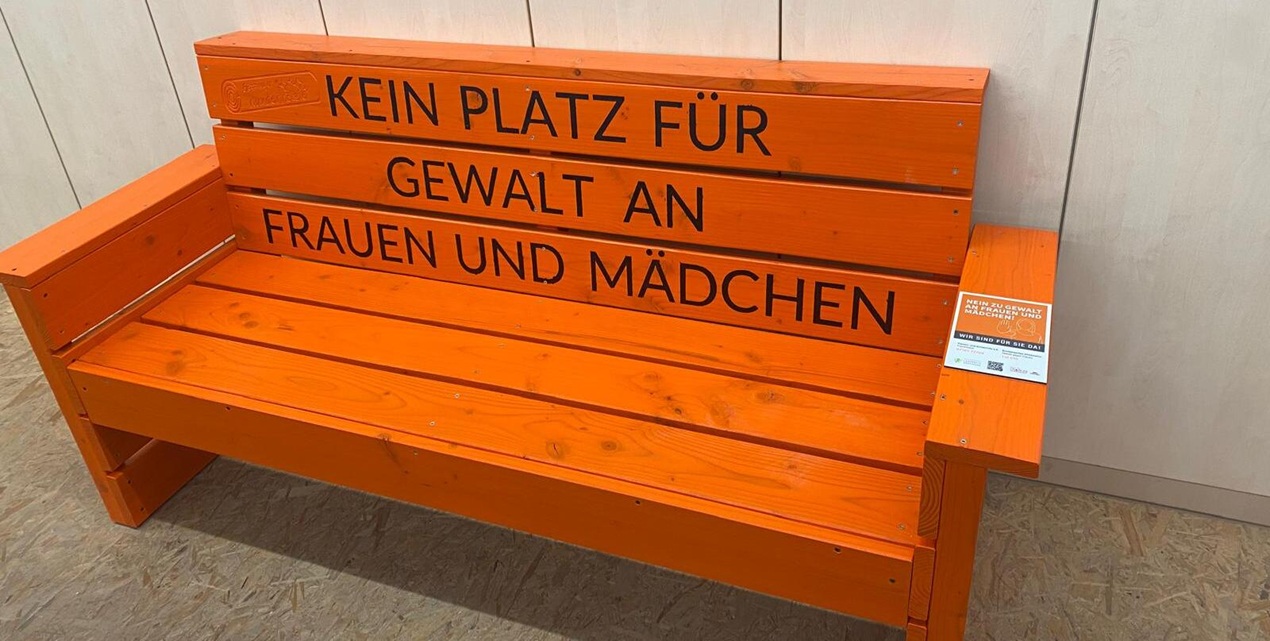 KEIN PLATZ FÜR
GEWALT AN
FRAUEN UND MÄDCHEN
NEIN ZU GEWALT
AN FRAUEN UND
MÄDCHEN!
WIR SIND FÜR SIE DA!